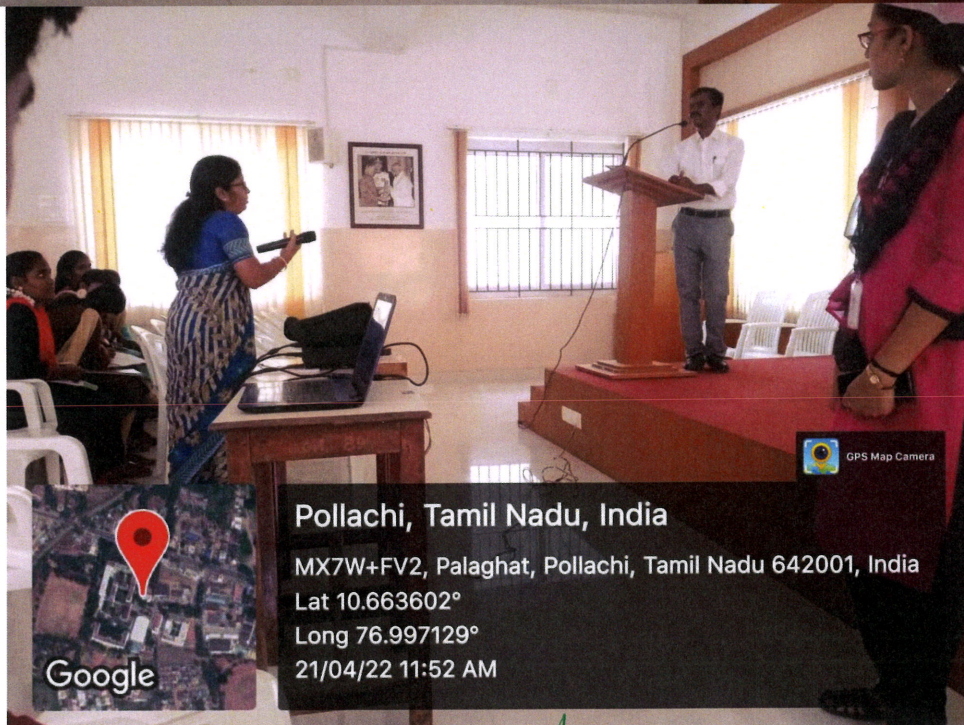 GPS Map Camera
Pollachi, Tamil Nadu, India
MX7W+FV2, Palaghat, Pollachi, Tamil Nadu 642001, India
Lat 10.663602°
Long 76.997129°
21/04/22 11:52 AM
Google